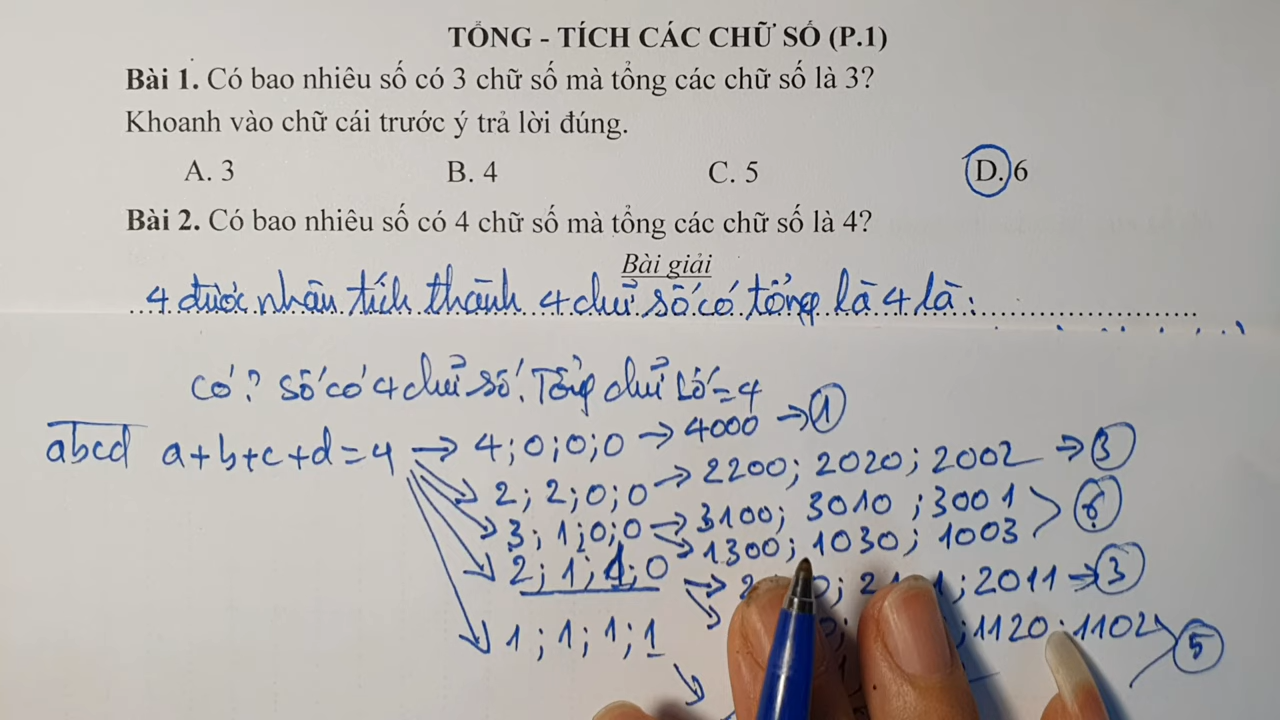 TỔNG - TÍCH CÁC CHỮ SỐ (P.1)
Bài 1. Có bao nhiêu số có 3 chữ số mà tổng các chữ số là 3?
Khoanh vào chữ cái trước ý trả lời đúng.
A. 3 B. 4 C. 5 D. 6
Bài 2. Có bao nhiêu số có 4 chữ số mà tổng các chữ số là 4?
Bài giải
4 được nhân tích thành 4 chữ số có tổng là 4 là:
Có? số có 4 chữ số. Tổng chữ số = 4
abcd a+b+c+d=4 → 4;0;0;0 → 4000 → 1
2; 2; 0; 0 → 2200; 2020; 2002 → 3
3; 1; 0; 0 → 3100; 3010; 3001
1300; 1030; 1003 6
2; 1; 1; 0 → ; 2011 → 3
; 1120; 1102 5
1; 1; 1; 1